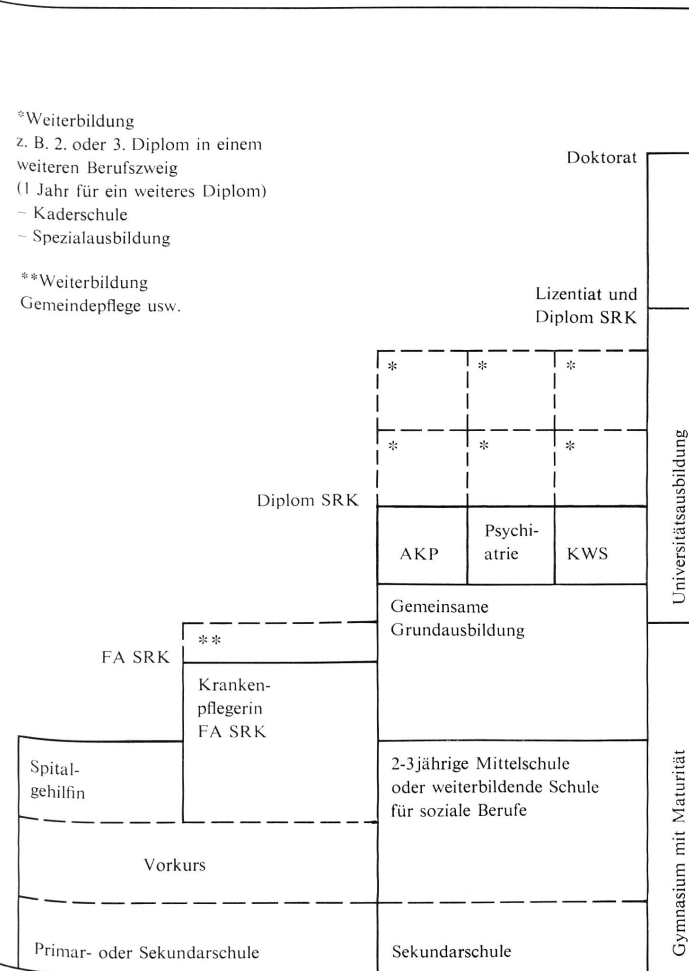 *Weiterbildung
z. B. 2. oder 3. Diplom in einem
weiteren Berufszweig
(1 Jahr für ein weiteres Diplom)
– Kaderschule
– Spezialausbildung
**Weiterbildung
Gemeindepflege usw.
Doktorat
Lizentiat und
Diplom SRK
* * *
* * *
Diplom SRK
AKP
Psychi-
atrie
KWS
Universitätsausbildung
Gemeinsame
Grundausbildung
**
FA SRK
Kranken-
pflegerin
FA SRK
Spital-
gehilfin
2-3jährige Mittelschule
oder weiterbildende Schule
für soziale Berufe
Gymnasium mit Maturität
Vorkurs
Primar- oder Sekundarschule
Sekundarschule